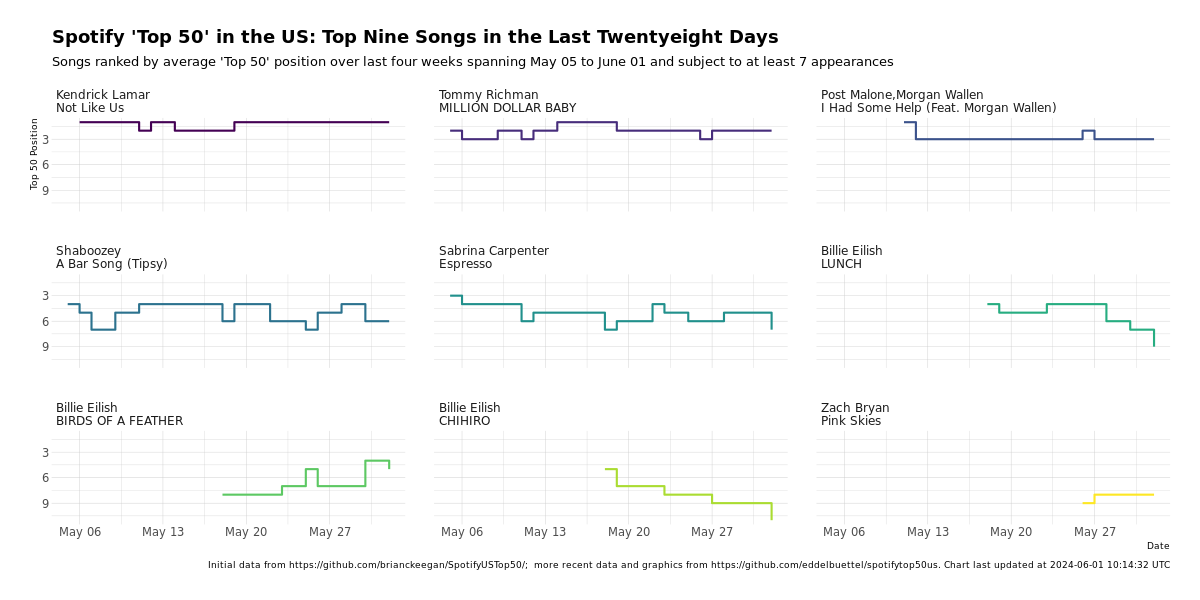 Spotify 'Top 50' in the US: Top Nine Songs in the Last Twentyeight Days
Songs ranked by average 'Top 50' position over last four weeks spanning May 05 to June 01 and subject to at least 7 appearances
Kendrick Lamar
Not Like Us
Tommy Richman
MILLION DOLLAR BABY
Post Malone,Morgan Wallen
I Had Some Help (Feat. Morgan Wallen)
Top 50 Position
3
6
9
Shaboozey
A Bar Song (Tipsy)
Sabrina Carpenter
Espresso
Billie Eilish
LUNCH
3
6
9
Billie Eilish
BIRDS OF A FEATHER
Billie Eilish
CHIHIRO
Zach Bryan
Pink Skies
3
6
9
May 06 May 13 May 20 May 27
May 06 May 13 May 20 May 27
May 06 May 13 May 20 May 27
Date
Initial data from https://github.com/brianckeegan/SpotifyUSTop50/;  more recent data and graphics from https://github.com/eddelbuettel/spotifytop50us. Chart last updated at 2024-06-01 10:14:32 UTC